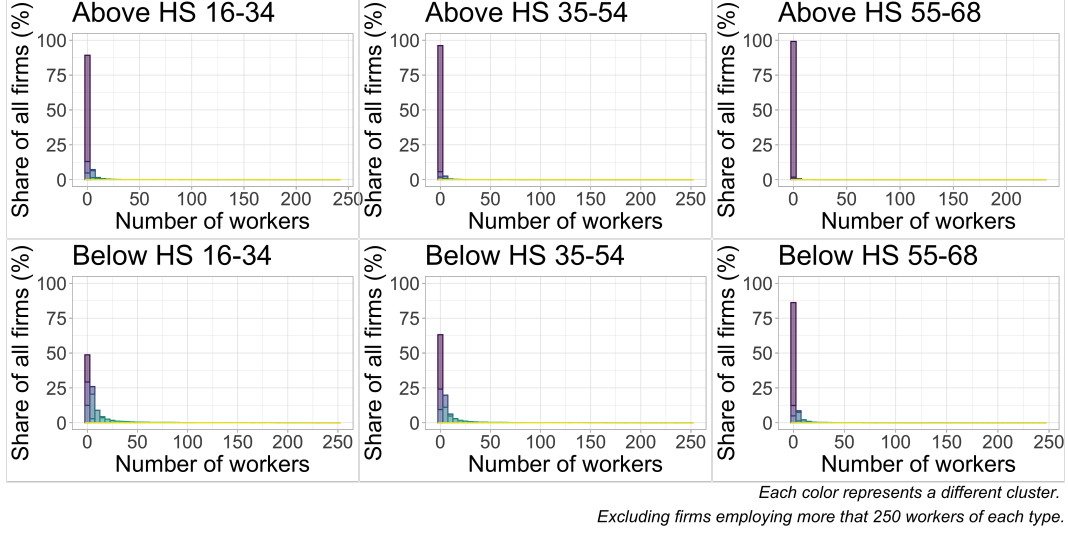 Above HS 16-34
Above HS 35-54
Above HS 55-68
Share of all firms (%)
100
75
50
25
0
0 50 100 150 200 250
Number of workers
Share of all firms (%)
100
75
50
25
0
0 50 100 150 200 250
Number of workers
Share of all firms (%)
100
75
50
25
0
0 50 100 150 200
Number of workers
Below HS 16-34
Below HS 35-54
Below HS 55-68
Share of all firms (%)
100
75
50
25
0
0 50 100 150 200 250
Number of workers
Share of all firms (%)
100
75
50
25
0
0 50 100 150 200 250
Number of workers
Share of all firms (%)
100
75
50
25
0
0 50 100 150 200 250
Number of workers
Each color represents a different cluster.
Excluding firms employing more that 250 workers of each type.